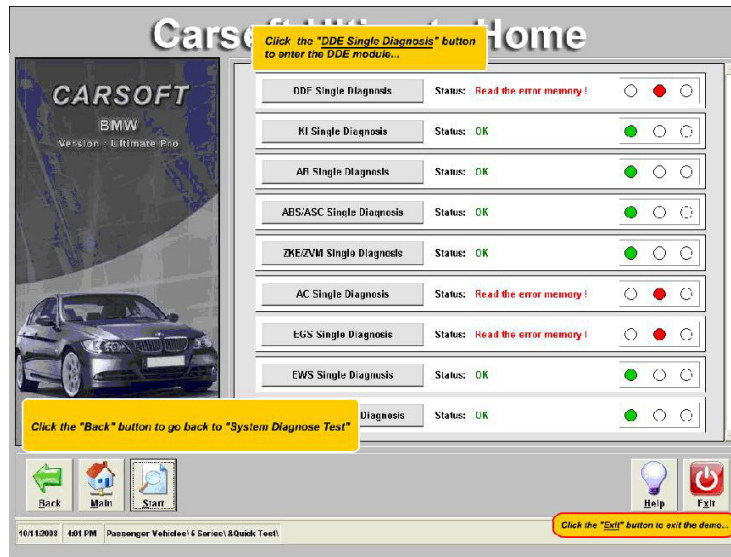 Carsoft Ultimate Home
Click the "DDE Single Diagnosis" button
to enter the DDE module...
CARSOFT
BMW
Version : Ultimate Pro
DDE Single Diagnosis Status: Read the error memory !
KI Single Diagnosis Status: OK
AB Single Diagnosis Status: OK
ABS/ASC Single Diagnosis Status: OK
ZKE/ZVM Single Diagnosis Status: OK
AC Single Diagnosis Status: Read the error memory !
EGS Single Diagnosis Status: Read the error memory !
EWS Single Diagnosis Status: OK
Diagnosis Status: OK
Click the "Back" button to go back to "System Diagnose Test"
Back Main Start Help Exit
10/11/2008 4:01 PM Passenger Vehicles\ 5 Series\ &Quick Test\
Click the "Exit" button to exit the demo...